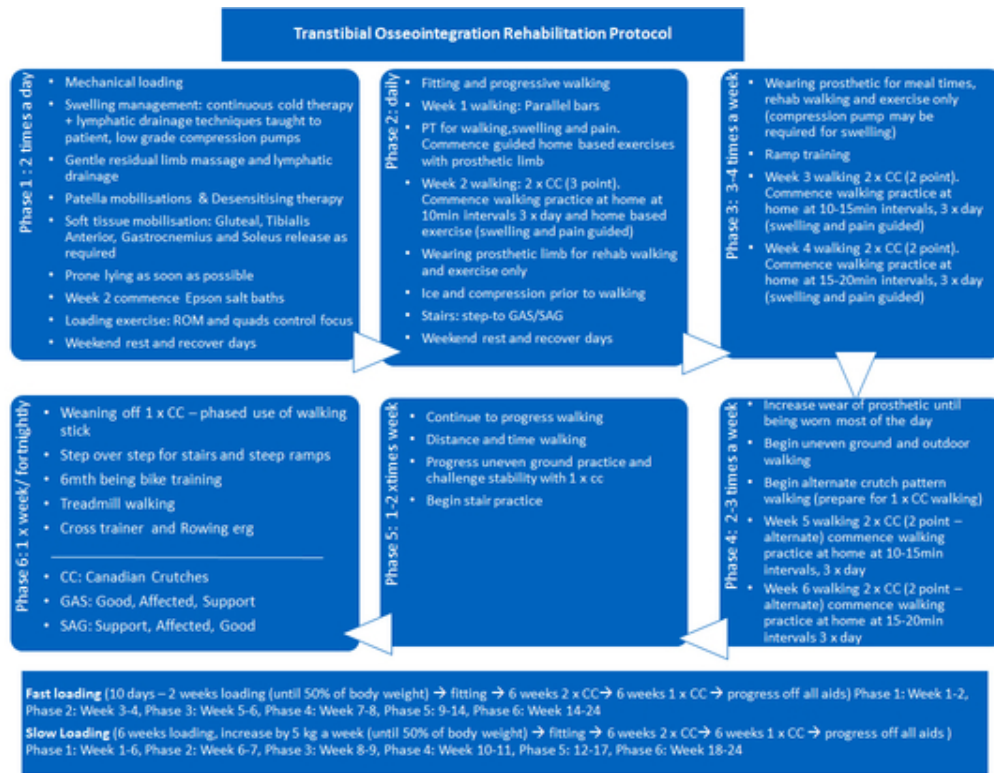 Transtibial Osseointegration Rehabilitation Protocol
Phase 1 : 2 times a day
• Mechanical loading
• Swelling management: continuous cold therapy
+ lymphatic drainage techniques taught to
patient, low grade compression pumps
• Gentle residual limb massage and lymphatic
drainage
• Patella mobilisations & Desensitising therapy
• Soft tissue mobilisation: Gluteal, Tibialis
Anterior, Gastrocnemius and Soleus release as
required
• Prone lying as soon as possible
• Week 2 commence Epson salt baths
• Loading exercise: ROM and quads control focus
• Weekend rest and recover days
Phase 2: daily
• Fitting and progressive walking
• Week 1 walking: Parallel bars
• PT for walking,swelling and pain.
Commence guided home based exercises
with prosthetic limb
• Week 2 walking: 2 x CC (3 point).
Commence walking practice at home at
10min intervals 3 x day and home based
exercise (swelling and pain guided)
• Wearing prosthetic limb for rehab walking
and exercise only
• Ice and compression prior to walking
• Stairs: step-to GAS/SAG
• Weekend rest and recover days
Phase 3: 3-4 times a week
• Wearing prosthetic for meal times,
rehab walking and exercise only
(compression pump may be
required for swelling)
• Ramp training
• Week 3 walking 2 x CC (2 point).
Commence walking practice at
home at 10-15min intervals, 3 x day
(swelling and pain guided)
• Week 4 walking 2 x CC (2 point).
Commence walking practice at
home at 15-20min intervals, 3 x day
(swelling and pain guided)
Phase 4: 2-3 times a week
• Increase wear of prosthetic until
being worn most of the day
• Begin uneven ground and outdoor
walking
• Begin alternate crutch pattern
walking (prepare for 1 x CC walking)
• Week 5 walking 2 x CC (2 point –
alternate) commence walking
practice at home at 10-15min
intervals, 3 x day
• Week 6 walking 2 x CC (2 point –
alternate) commence walking
practice at home at 15-20min
intervals 3 x day
Phase 5: 1-2 xtimes week
• Continue to progress walking
• Distance and time walking
• Progress uneven ground practice and
challenge stability with 1 x cc
• Begin stair practice
Phase 6: 1 x week/ fortnightly
• Weaning off 1 x CC – phased use of walking
stick
• Step over step for stairs and steep ramps
• 6mth being bike training
• Treadmill walking
• Cross trainer and Rowing erg
• CC: Canadian Crutches
• GAS: Good, Affected, Support
• SAG: Support, Affected, Good
Fast loading (10 days – 2 weeks loading (until 50% of body weight) → fitting → 6 weeks 2 x CC→ 6 weeks 1 x CC → progress off all aids) Phase 1: Week 1-2,
Phase 2: Week 3-4, Phase 3: Week 5-6, Phase 4: Week 7-8, Phase 5: 9-14, Phase 6: Week 14-24
Slow Loading (6 weeks loading, increase by 5 kg a week (until 50% of body weight) → fitting → 6 weeks 2 x CC→ 6 weeks 1 x CC → progress off all aids )
Phase 1: Week 1-6, Phase 2: Week 6-7, Phase 3: Week 8-9, Phase 4: Week 10-11, Phase 5: 12-17, Phase 6: Week 18-24